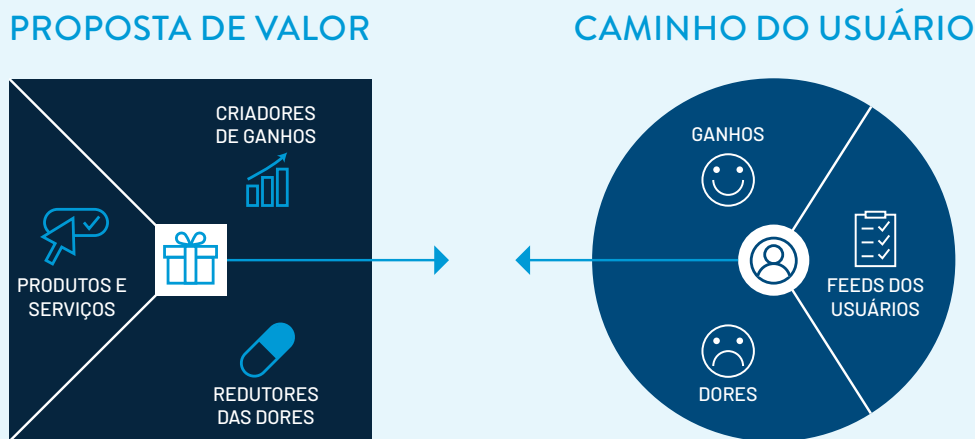 PROPOSTA DE VALOR
CRIADORES
DE GANHOS
PRODUTOS E
SERVIÇOS
REDUTORES
DAS DORES
CAMINHO DO USUÁRIO
GANHOS
FEEDS DOS
USUÁRIOS
DORES